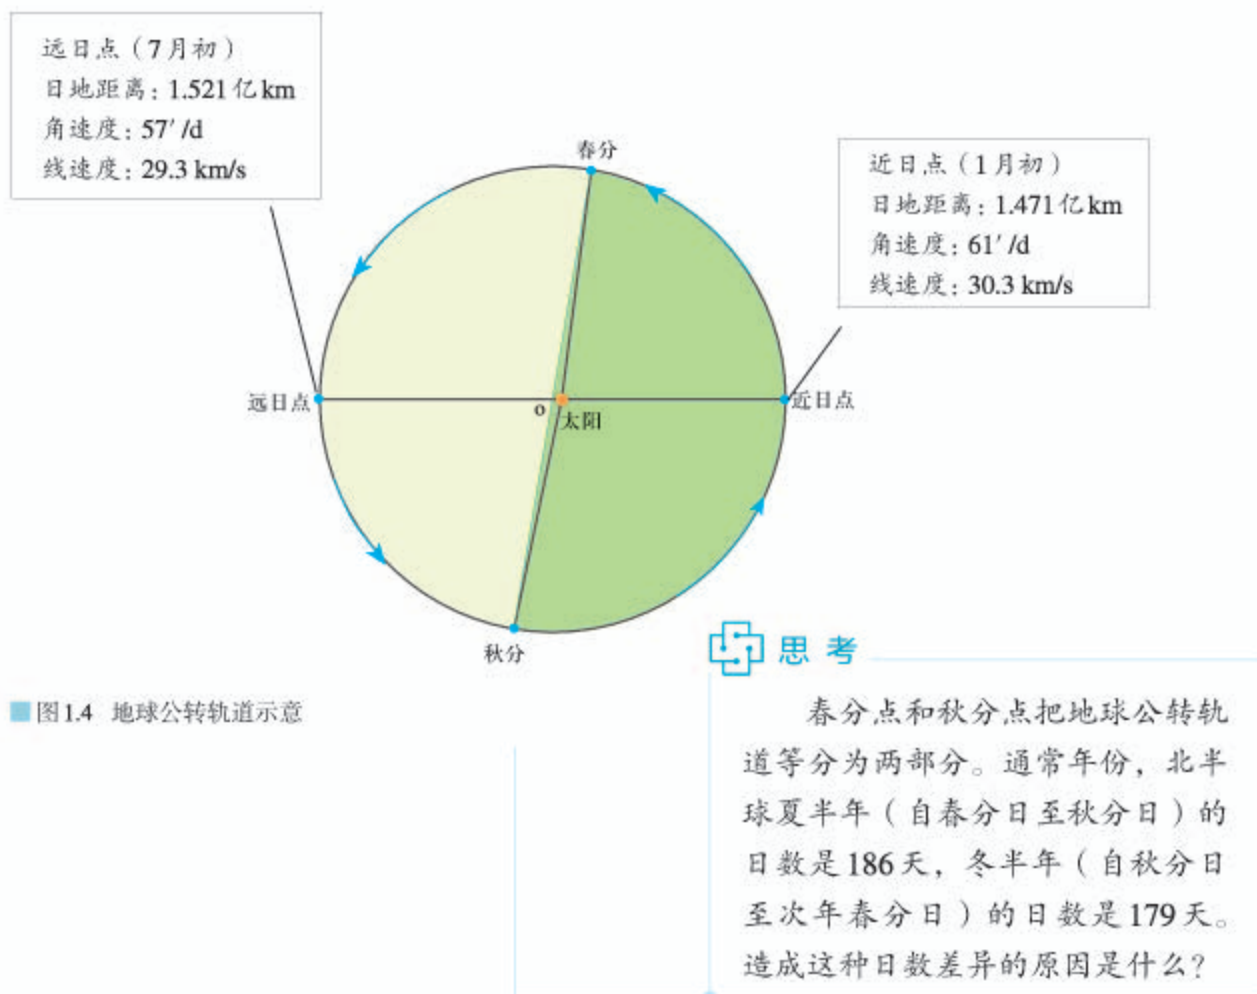 远日点（7月初）
日地距离：1.521亿km
角速度：57′/d
线速度：29.3 km/s
春分
近日点（1月初）
日地距离：1.471亿km
角速度：61′/d
线速度：30.3 km/s
远日点
o
太阳
近日点
秋分
思考
图1.4 地球公转轨道示意
春分点和秋分点把地球公转轨
道等分为两部分。通常年份，北半
球夏半年（自春分日至秋分日）的
日数是186天，冬半年（自秋分日
至次年春分日）的日数是179天。
造成这种日数差异的原因是什么？